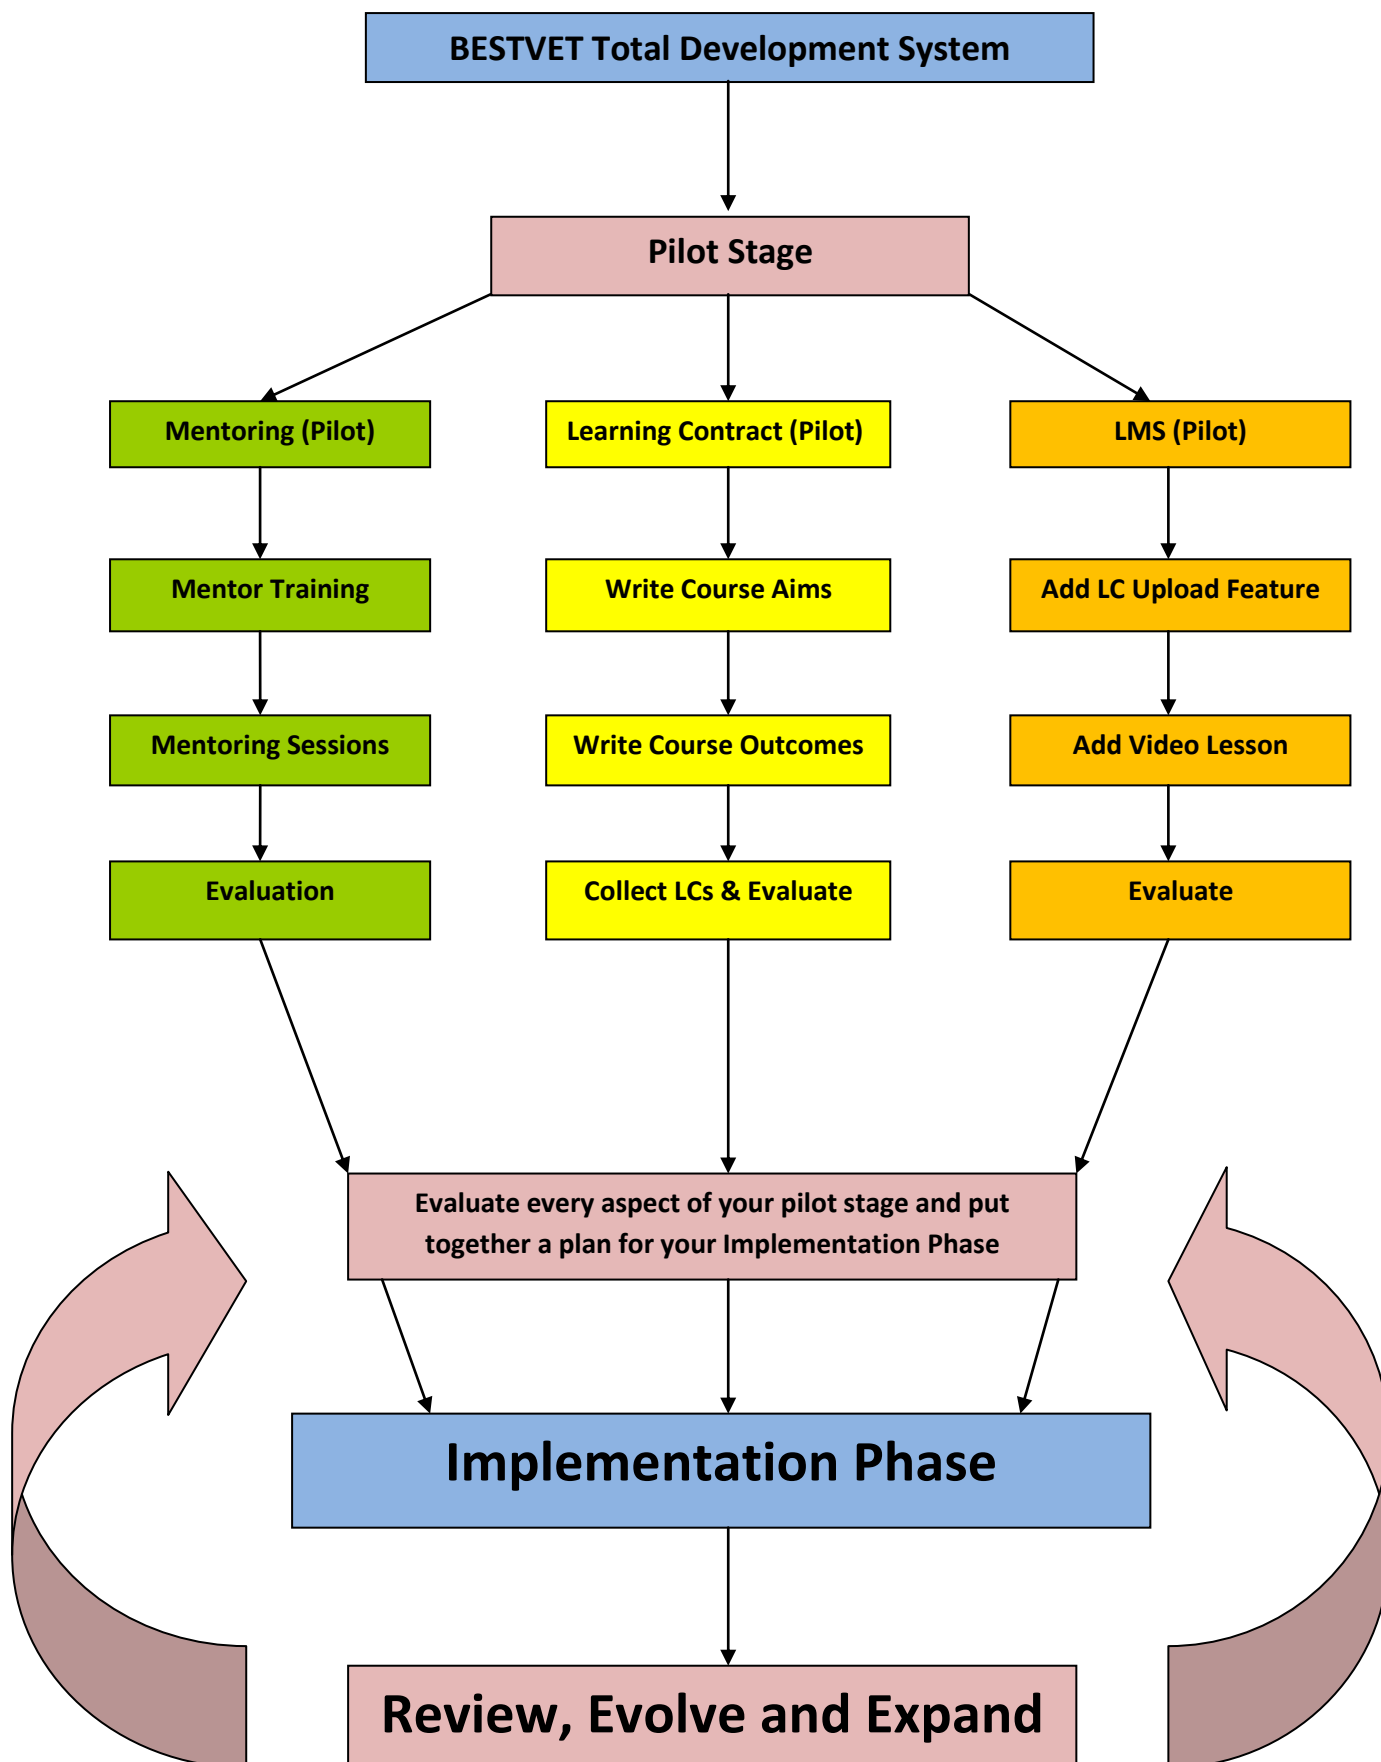 BESTVET Total Development System
Pilot Stage
Mentoring (Pilot)
Learning Contract (Pilot)
LMS (Pilot)
Mentor Training
Write Course Aims
Add LC Upload Feature
Mentoring Sessions
Write Course Outcomes
Add Video Lesson
Evaluation
Collect LCs & Evaluate
Evaluate
Evaluate every aspect of your pilot stage and put
together a plan for your Implementation Phase
Implementation Phase
Review, Evolve and Expand